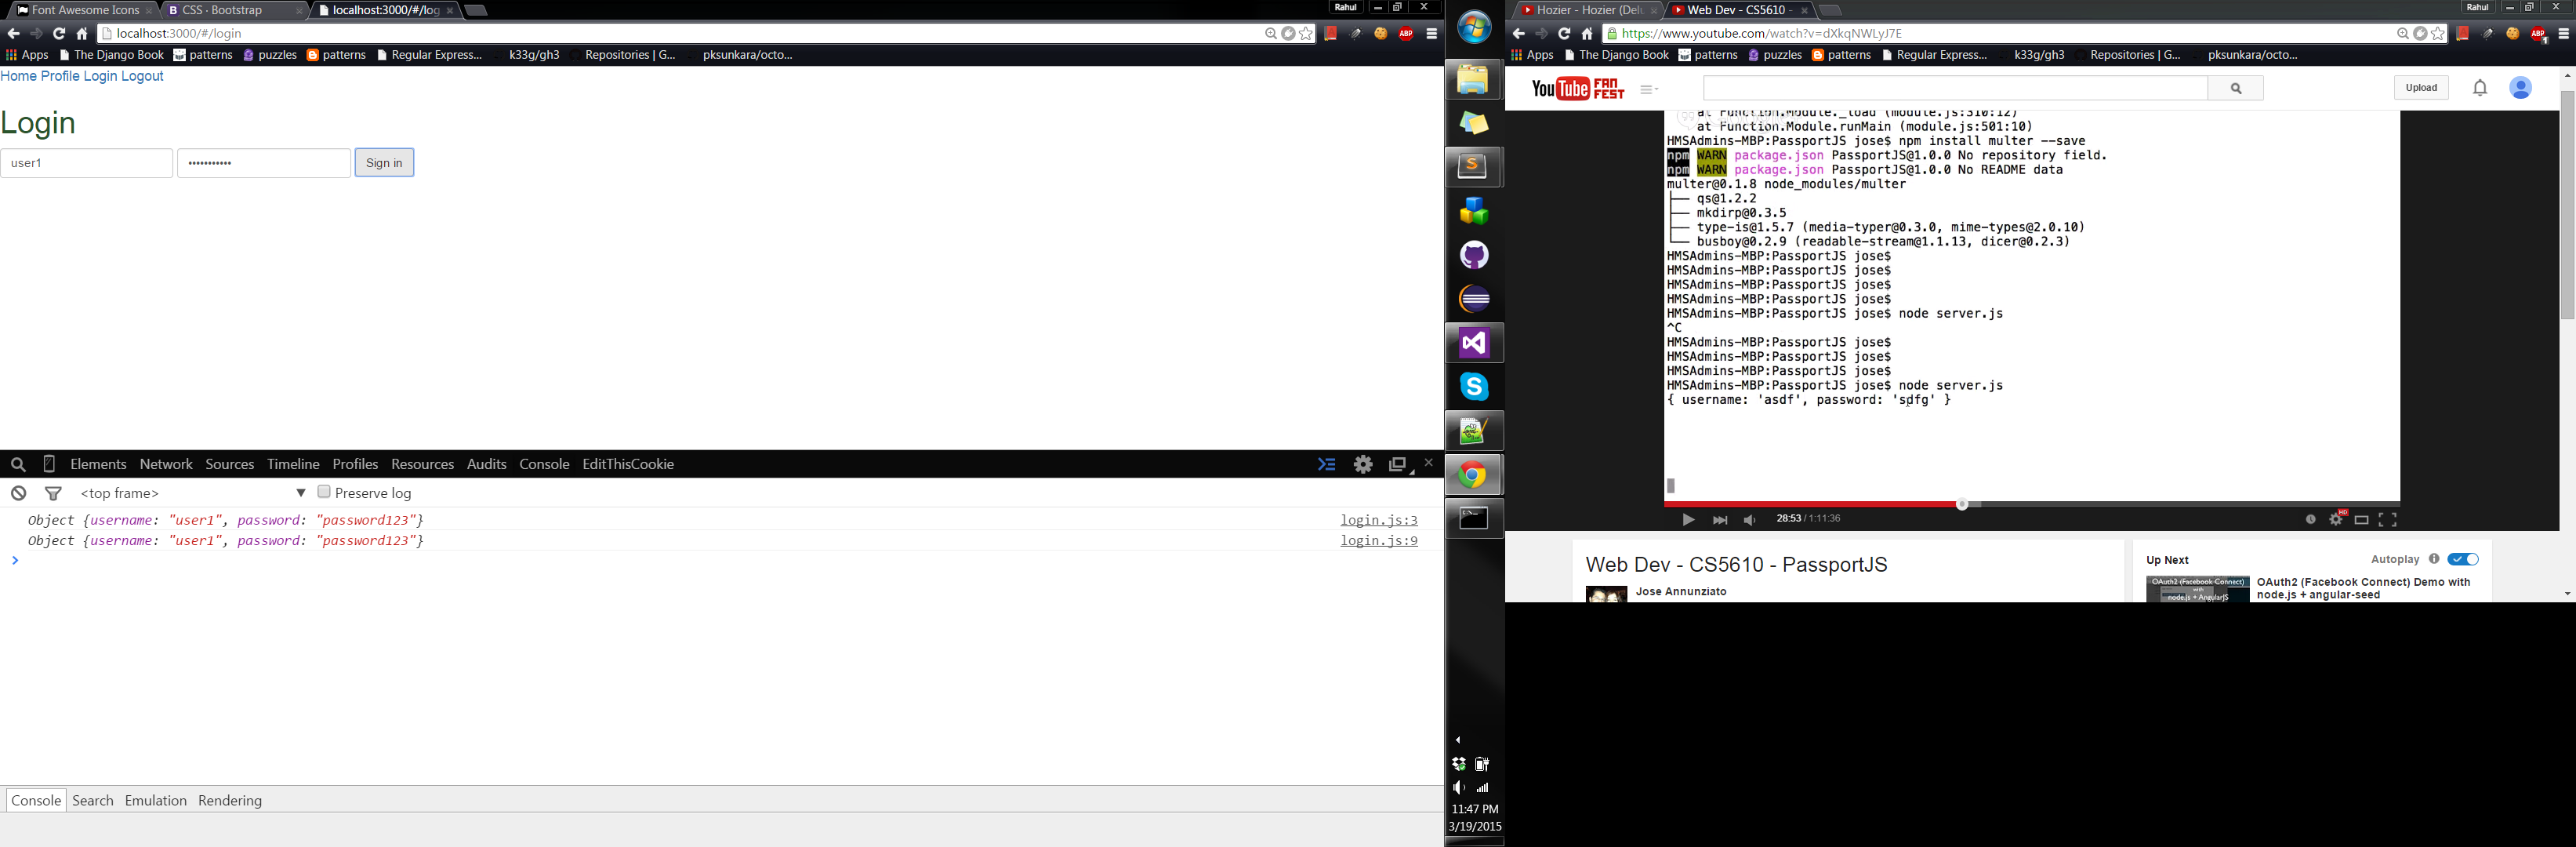 Font Awesome Icons
CSS · Bootstrap
localhost:3000/#/log
Rahul
localhost:3000/#/login
ABP
Apps The Django Book patterns puzzles patterns Regular Express... k33g/gh3 Repositories | G... pksunkara/octo...
Home Profile Login Logout
Login
user1
•••••••••••
Sign in
Elements Network Sources Timeline Profiles Resources Audits Console EditThisCookie
<top frame> Preserve log
Object {username: "user1", password: "password123"} login.js:3
Object {username: "user1", password: "password123"} login.js:9
>
Console Search Emulation Rendering
11:47 PM
3/19/2015
Hozier - Hozier (Del
Web Dev - CS5610 -
Rahul
https://www.youtube.com/watch?v=dXkqNWLyJ7E
ABP
Apps The Django Book patterns puzzles patterns Regular Express... k33g/gh3 Repositories | G... pksunkara/octo...
YouTube FAN FEST
Upload
at Function.Module._load (module.js:310:12)
at Function.Module.runMain (module.js:501:10)
HMSAdmins-MBP:PassportJS jose$ npm install multer --save
npm WARN package.json PassportJS@1.0.0 No repository field.
npm WARN package.json PassportJS@1.0.0 No README data
multer@0.1.8 node_modules/multer
├── qs@1.2.2
├── mkdirp@0.3.5
├── type-is@1.5.7 (media-typer@0.3.0, mime-types@2.0.10)
└── busboy@0.2.9 (readable-stream@1.1.13, dicer@0.2.3)
HMSAdmins-MBP:PassportJS jose$
HMSAdmins-MBP:PassportJS jose$
HMSAdmins-MBP:PassportJS jose$
HMSAdmins-MBP:PassportJS jose$
HMSAdmins-MBP:PassportJS jose$ node server.js
^C
HMSAdmins-MBP:PassportJS jose$
HMSAdmins-MBP:PassportJS jose$
HMSAdmins-MBP:PassportJS jose$
HMSAdmins-MBP:PassportJS jose$ node server.js
{ username: 'asdf', password: 'sdfg' }
28:53 / 1:11:36
HD
Web Dev - CS5610 - PassportJS
Jose Annunziato
Up Next
Autoplay
OAuth2 (Facebook Connect)
with
node.js + AngularJS
OAuth2 (Facebook Connect) Demo with
node.js + angular-seed